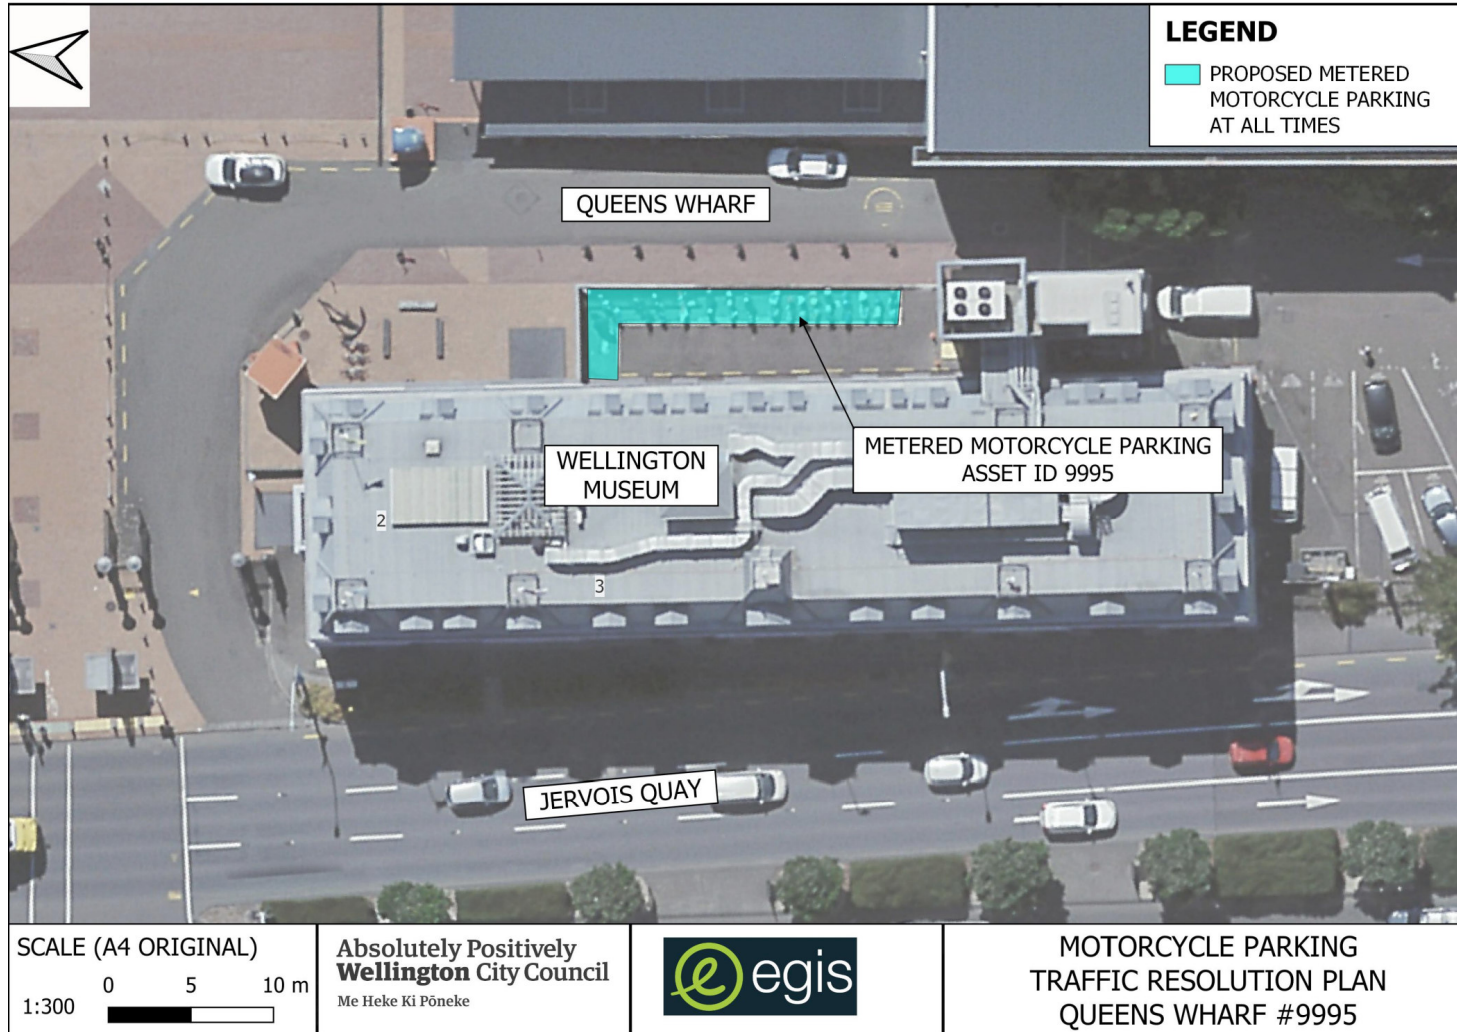 LEGEND
PROPOSED METERED
MOTORCYCLE PARKING
AT ALL TIMES
QUEENS WHARF
METERED MOTORCYCLE PARKING
ASSET ID 9995
WELLINGTON
MUSEUM
2
3
JERVOIS QUAY
SCALE (A4 ORIGINAL)
0 5 10 m
1:300
Absolutely Positively
Wellington City Council
Me Heke Ki Pōneke
e egis
MOTORCYCLE PARKING
TRAFFIC RESOLUTION PLAN
QUEENS WHARF #9995